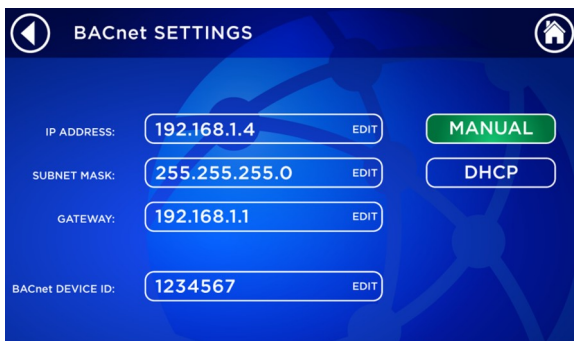 BACnet SETTINGS
IP ADDRESS: 192.168.1.4 EDIT MANUAL
SUBNET MASK: 255.255.255.0 EDIT DHCP
GATEWAY: 192.168.1.1 EDIT
BACnet DEVICE ID: 1234567 EDIT